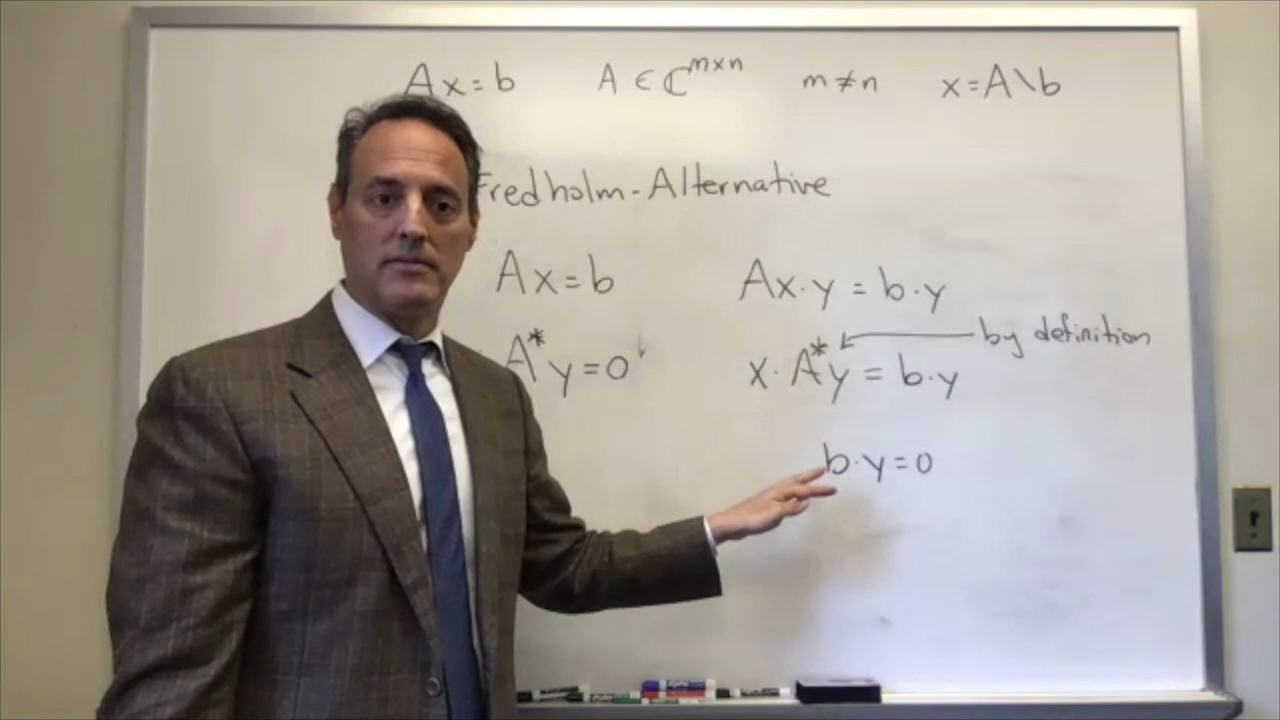 Ax=b A ∈ ℂ^{m×n} m≠n x=A\b
Fredholm-Alternative
Ax=b Ax·y = b·y
by definition
A*y=0 x·A*y = b·y
b·y=0